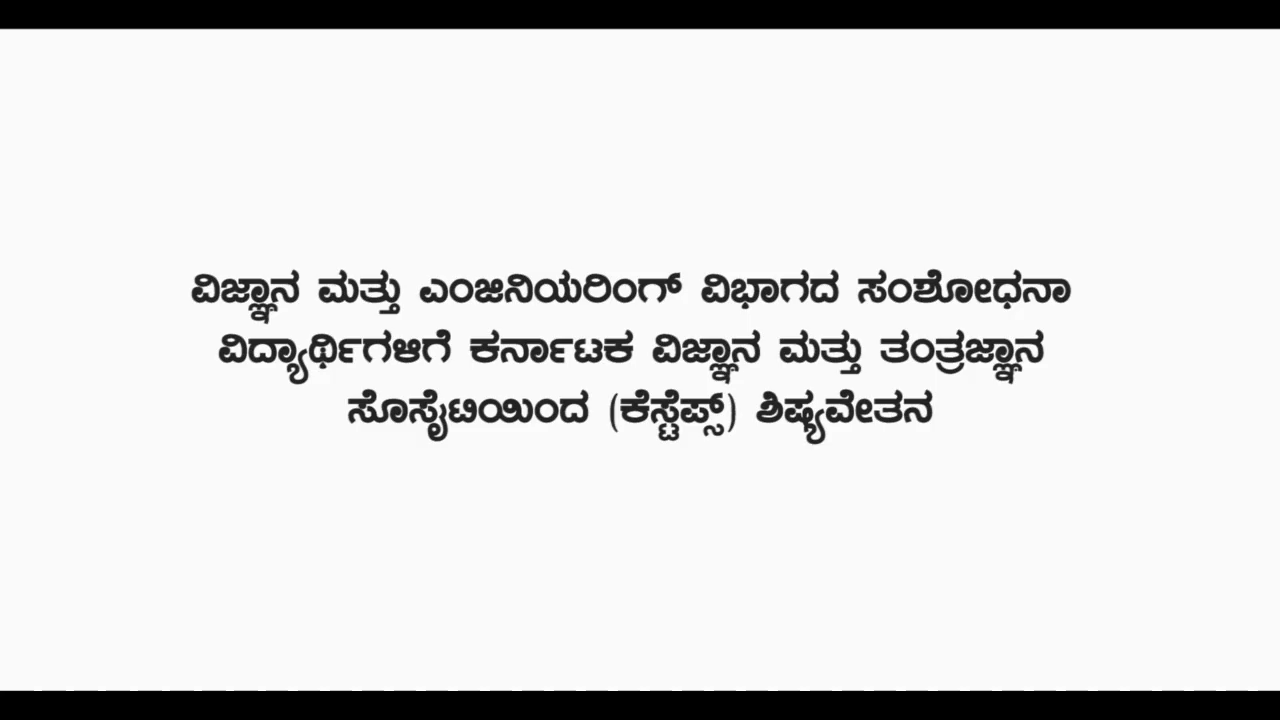 ವಿಜ್ಞಾನ ಮತ್ತು ಎಂಜಿನಿಯರಿಂಗ್ ವಿಭಾಗದ ಸಂಶೋಧನಾ
ವಿದ್ಯಾರ್ಥಿಗಳಿಗೆ ಕರ್ನಾಟಕ ವಿಜ್ಞಾನ ಮತ್ತು ತಂತ್ರಜ್ಞಾನ
ಸೊಸೈಟಿಯಿಂದ (ಕೆಸ್ಟೆಪ್ಸ್) ಶಿಷ್ಯವೇತನ